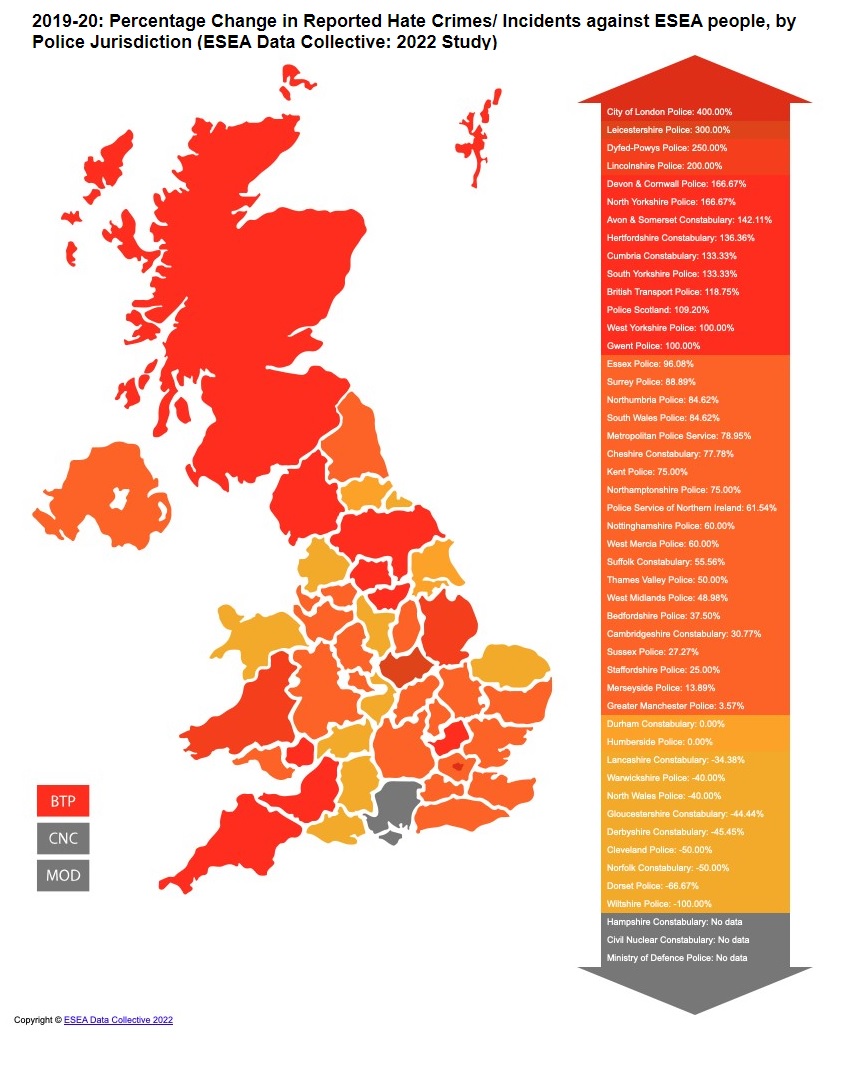 2019-20: Percentage Change in Reported Hate Crimes/ Incidents against ESEA people, by
Police Jurisdiction (ESEA Data Collective: 2022 Study)
City of London Police: 400.00%
Leicestershire Police: 300.00%
Dyfed-Powys Police: 250.00%
Lincolnshire Police: 200.00%
Devon & Cornwall Police: 166.67%
North Yorkshire Police: 166.67%
Avon & Somerset Constabulary: 142.11%
Hertfordshire Constabulary: 136.36%
Cumbria Constabulary: 133.33%
South Yorkshire Police: 133.33%
British Transport Police: 118.75%
Police Scotland: 109.20%
West Yorkshire Police: 100.00%
Gwent Police: 100.00%
Essex Police: 96.08%
Surrey Police: 88.89%
Northumbria Police: 84.62%
South Wales Police: 84.62%
Metropolitan Police Service: 78.95%
Cheshire Constabulary: 77.78%
Kent Police: 75.00%
Northamptonshire Police: 75.00%
Police Service of Northern Ireland: 61.54%
Nottinghamshire Police: 60.00%
West Mercia Police: 60.00%
Suffolk Constabulary: 55.56%
Thames Valley Police: 50.00%
West Midlands Police: 48.98%
Bedfordshire Police: 37.50%
Cambridgeshire Constabulary: 30.77%
Sussex Police: 27.27%
Staffordshire Police: 25.00%
Merseyside Police: 13.89%
Greater Manchester Police: 3.57%
Durham Constabulary: 0.00%
Humberside Police: 0.00%
Lancashire Constabulary: -34.38%
Warwickshire Police: -40.00%
North Wales Police: -40.00%
Gloucestershire Constabulary: -44.44%
Derbyshire Constabulary: -45.45%
Cleveland Police: -50.00%
Norfolk Constabulary: -50.00%
Dorset Police: -66.67%
Wiltshire Police: -100.00%
Hampshire Constabulary: No data
Civil Nuclear Constabulary: No data
Ministry of Defence Police: No data
BTP
CNC
MOD
Copyright © ESEA Data Collective 2022